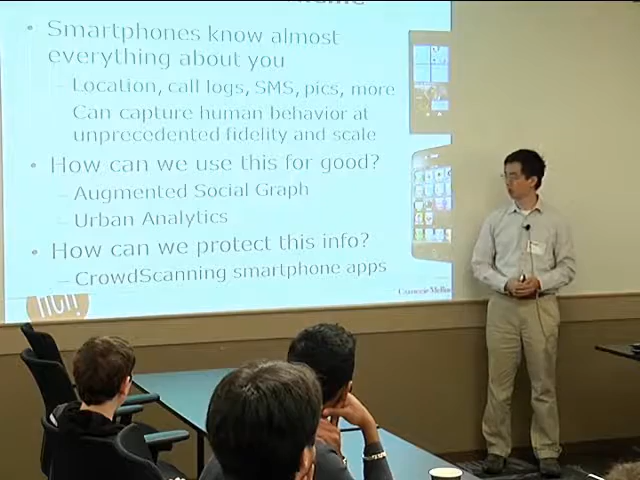 • Smartphones know almost
everything about you
– Location, call logs, SMS, pics, more
Can capture human behavior at
unprecedented fidelity and scale
• How can we use this for good?
– Augmented Social Graph
– Urban Analytics
• How can we protect this info?
– CrowdScanning smartphone apps
hcii
Carnegie Mellon